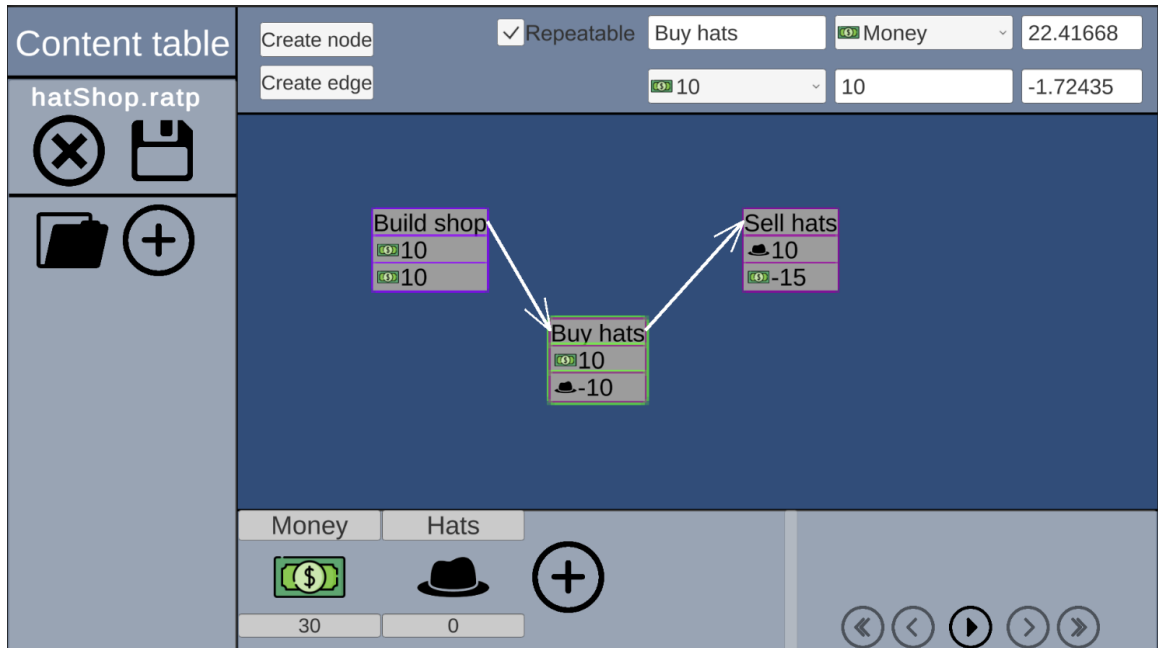 Content table
hatShop.ratp
Create node
Create edge
Repeatable
Buy hats
Money
22.41668
10
10
-1.72435
Build shop
10
10
Buy hats
10
-10
Sell hats
10
-15
Money
Hats
30
0